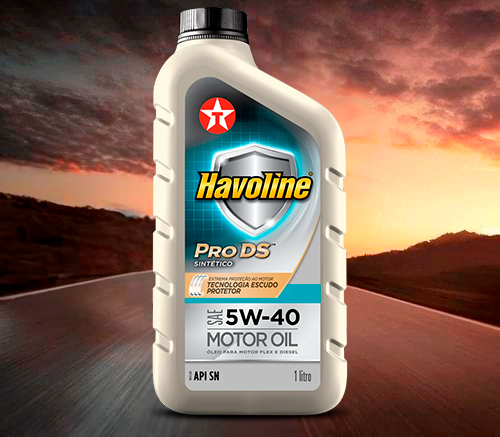 T
Havoline®
PRO DS™
SINTÉTICO
EXTREMA PROTEÇÃO AO MOTOR
TECNOLOGIA ESCUDO
PROTETOR
SAE 5W-40
MOTOR OIL
ÓLEO PARA MOTOR FLEX E DIESEL
API SN
1 litro